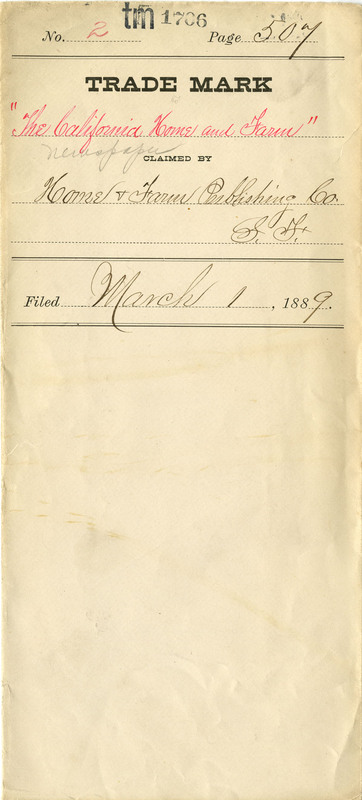 tm 1706
No. 2 Page 507
TRADE MARK
"The California Home and Farm"
newspaper
CLAIMED BY
Home & Farm Publishing Co.
S. F.
Filed March 1, 1889.